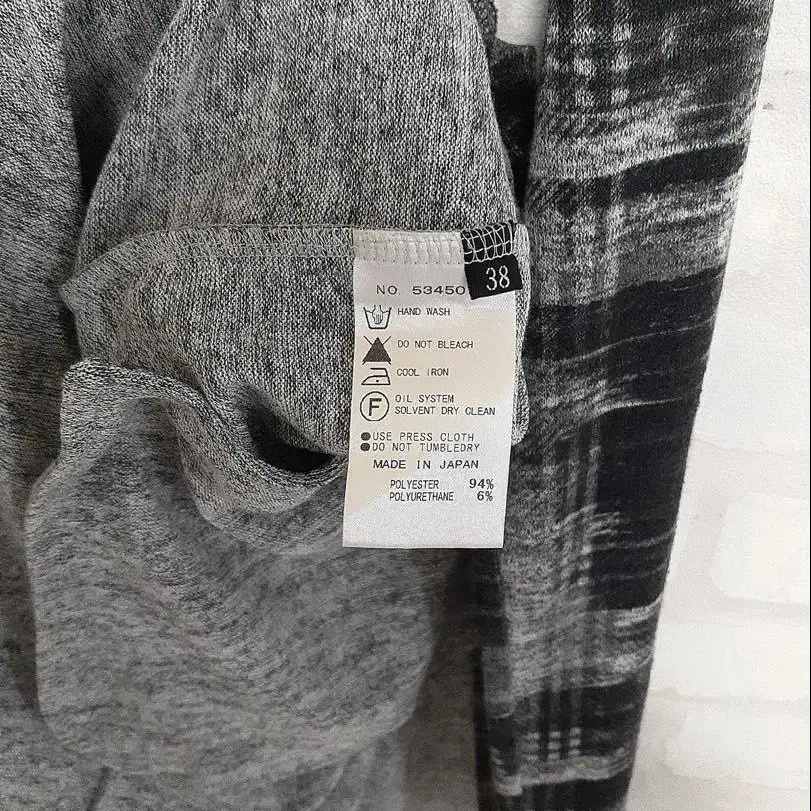 38
NO. 53450
HAND WASH
DO NOT BLEACH
COOL IRON
F
OIL SYSTEM
SOLVENT DRY CLEAN
●USE PRESS CLOTH
●DO NOT TUMBLEDRY
MADE IN JAPAN
POLYESTER 94%
POLYURETHANE 6%